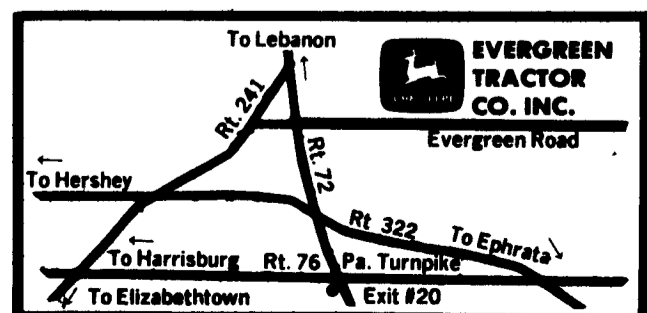 To Lebanon
EVERGREEN
TRACTOR
CO. INC.
Rt. 241
Evergreen Road
Rt. 72
To Hershey
Rt 322
To Ephrata
To Harrisburg
Rt. 76
Pa. Turnpike
To Elizabethtown
Exit #20